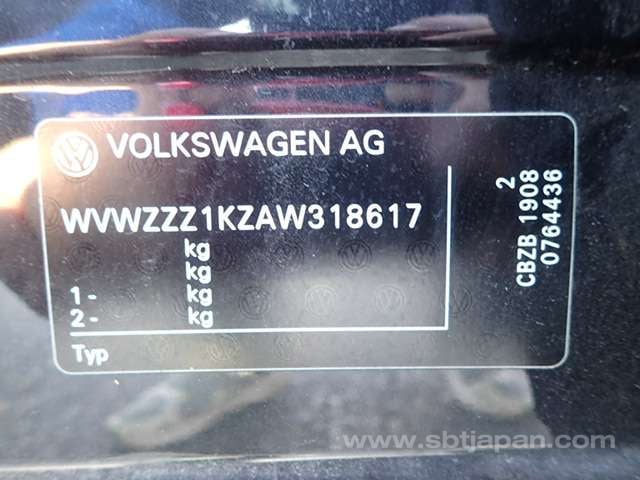 VOLKSWAGEN AG
WVWZZZ1KZAW318617
kg
kg
1- kg
2- kg
Typ
2
CBZB 1908
0764436
www.sbtjapan.com